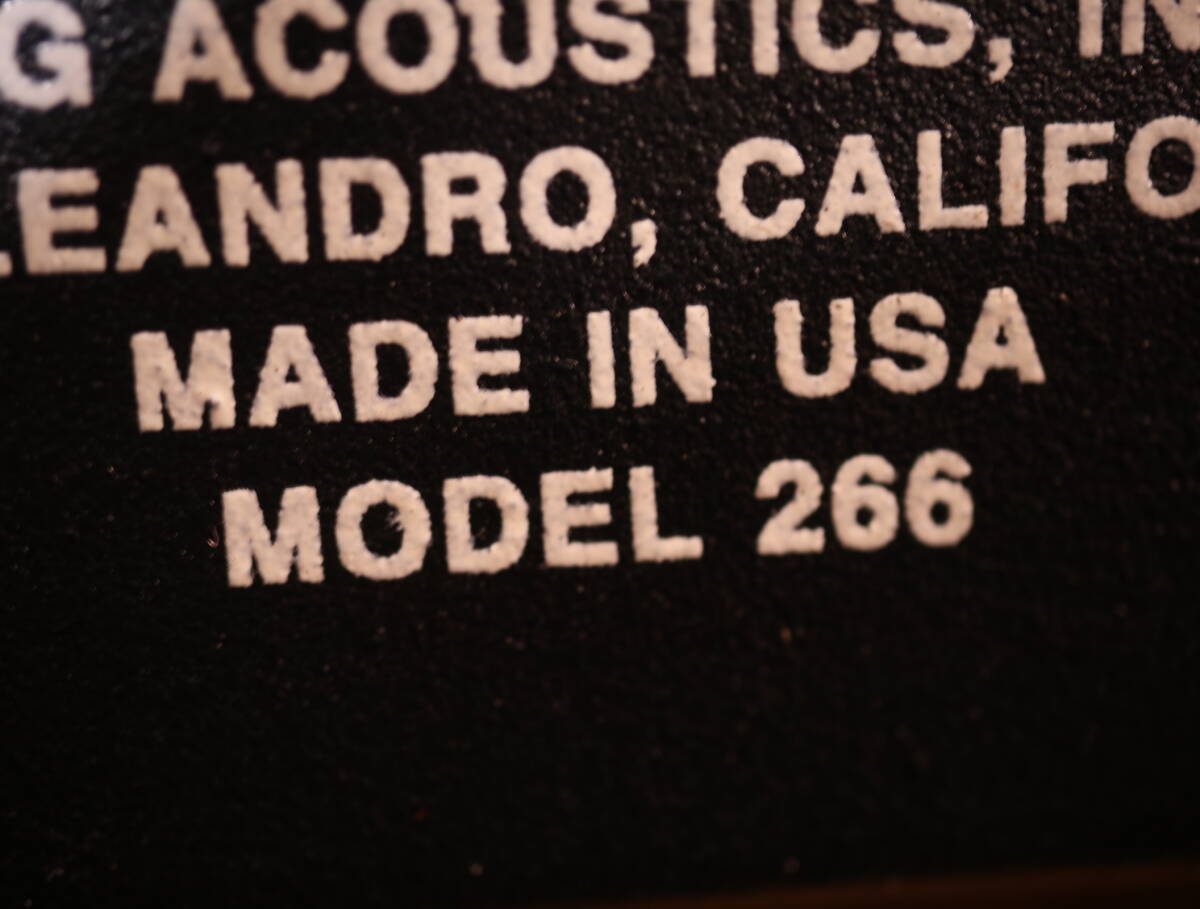 G ACOUSTICS, IN
LEANDRO, CALIFO
MADE IN USA
MODEL 266